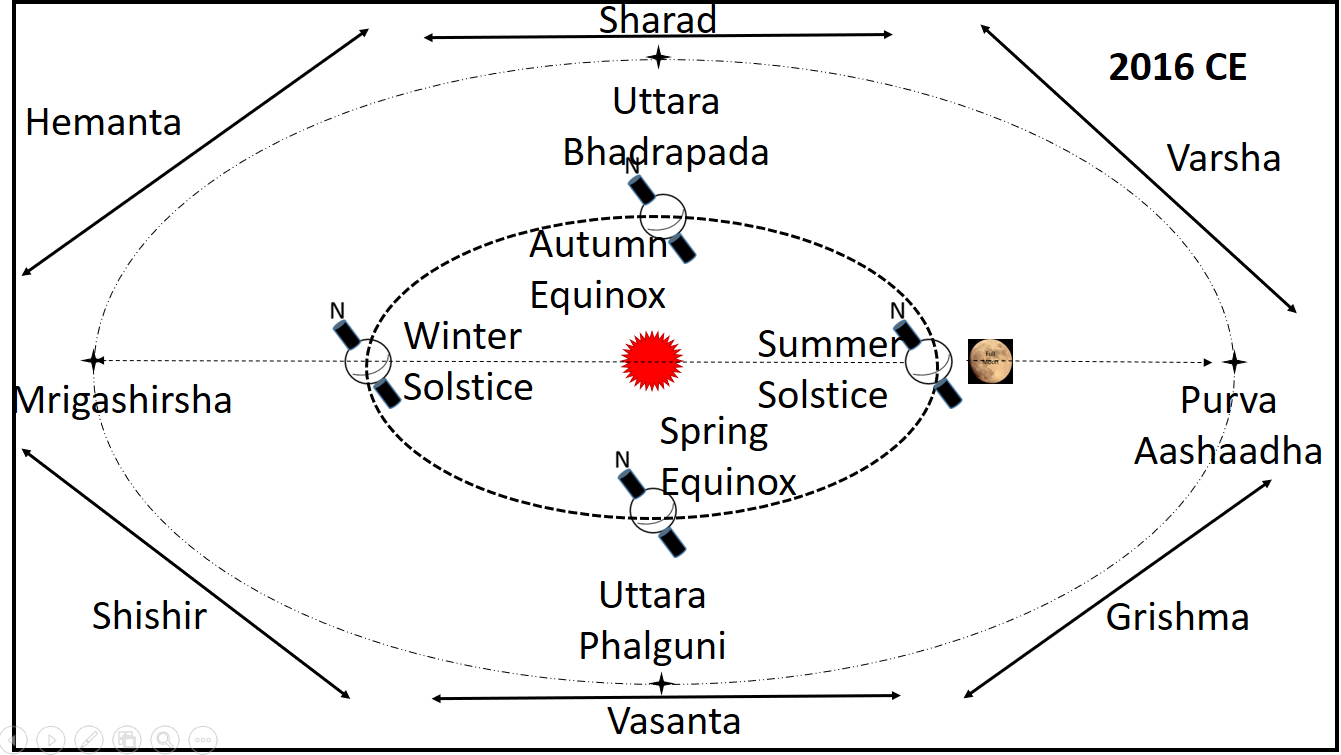 Sharad
2016 CE
Hemanta
Uttara
Bhadrapada
Varsha
N
Autumn
Equinox
N
Winter
Solstice
Summer
Solstice
N
Full
Moon
Mrigashirsha
Purva
Aashaadha
Spring
Equinox
N
Shishir
Uttara
Phalguni
Grishma
Vasanta